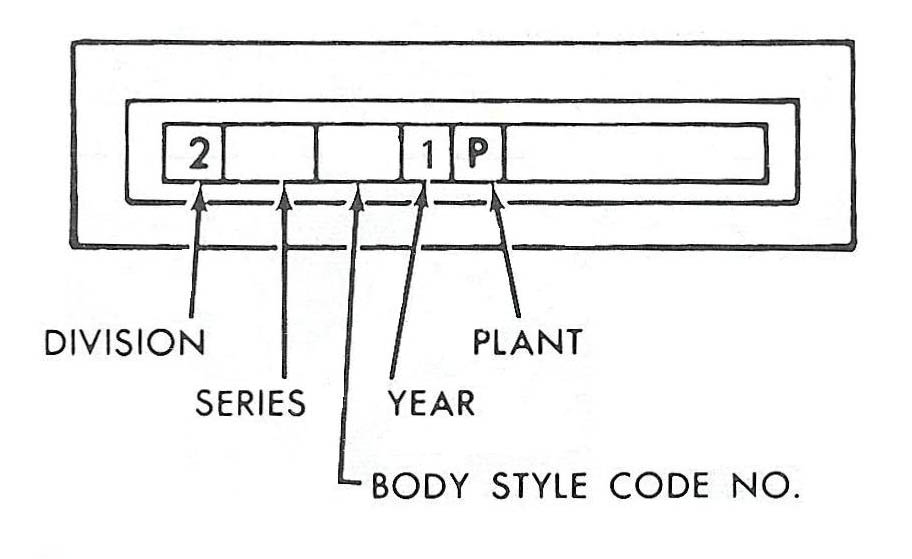 2 1 P
DIVISION PLANT
SERIES YEAR
BODY STYLE CODE NO.